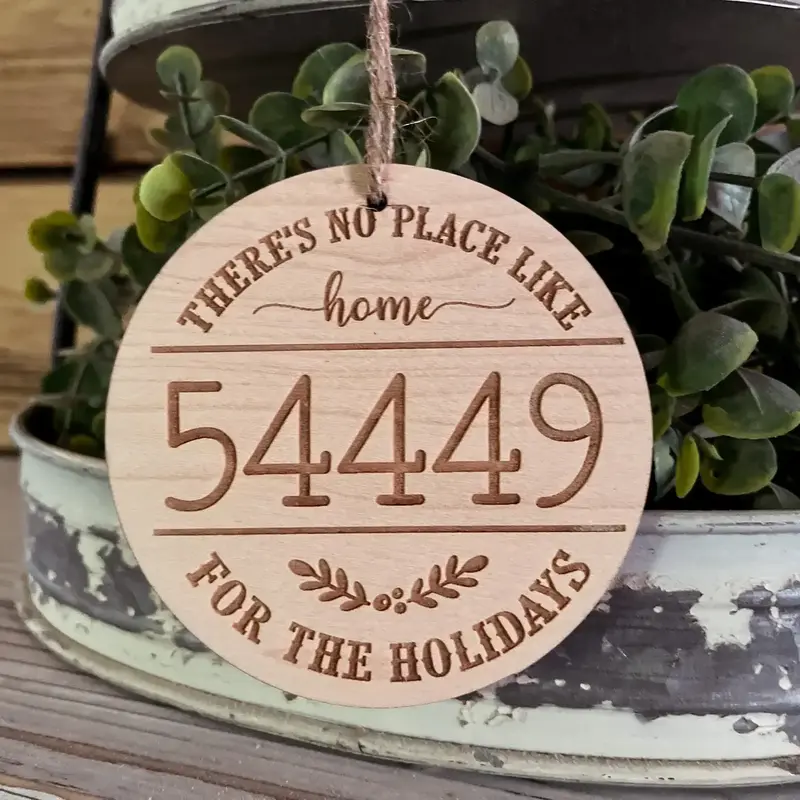 THERE'S NO PLACE LIKE
home
54449
FOR THE HOLIDAYS